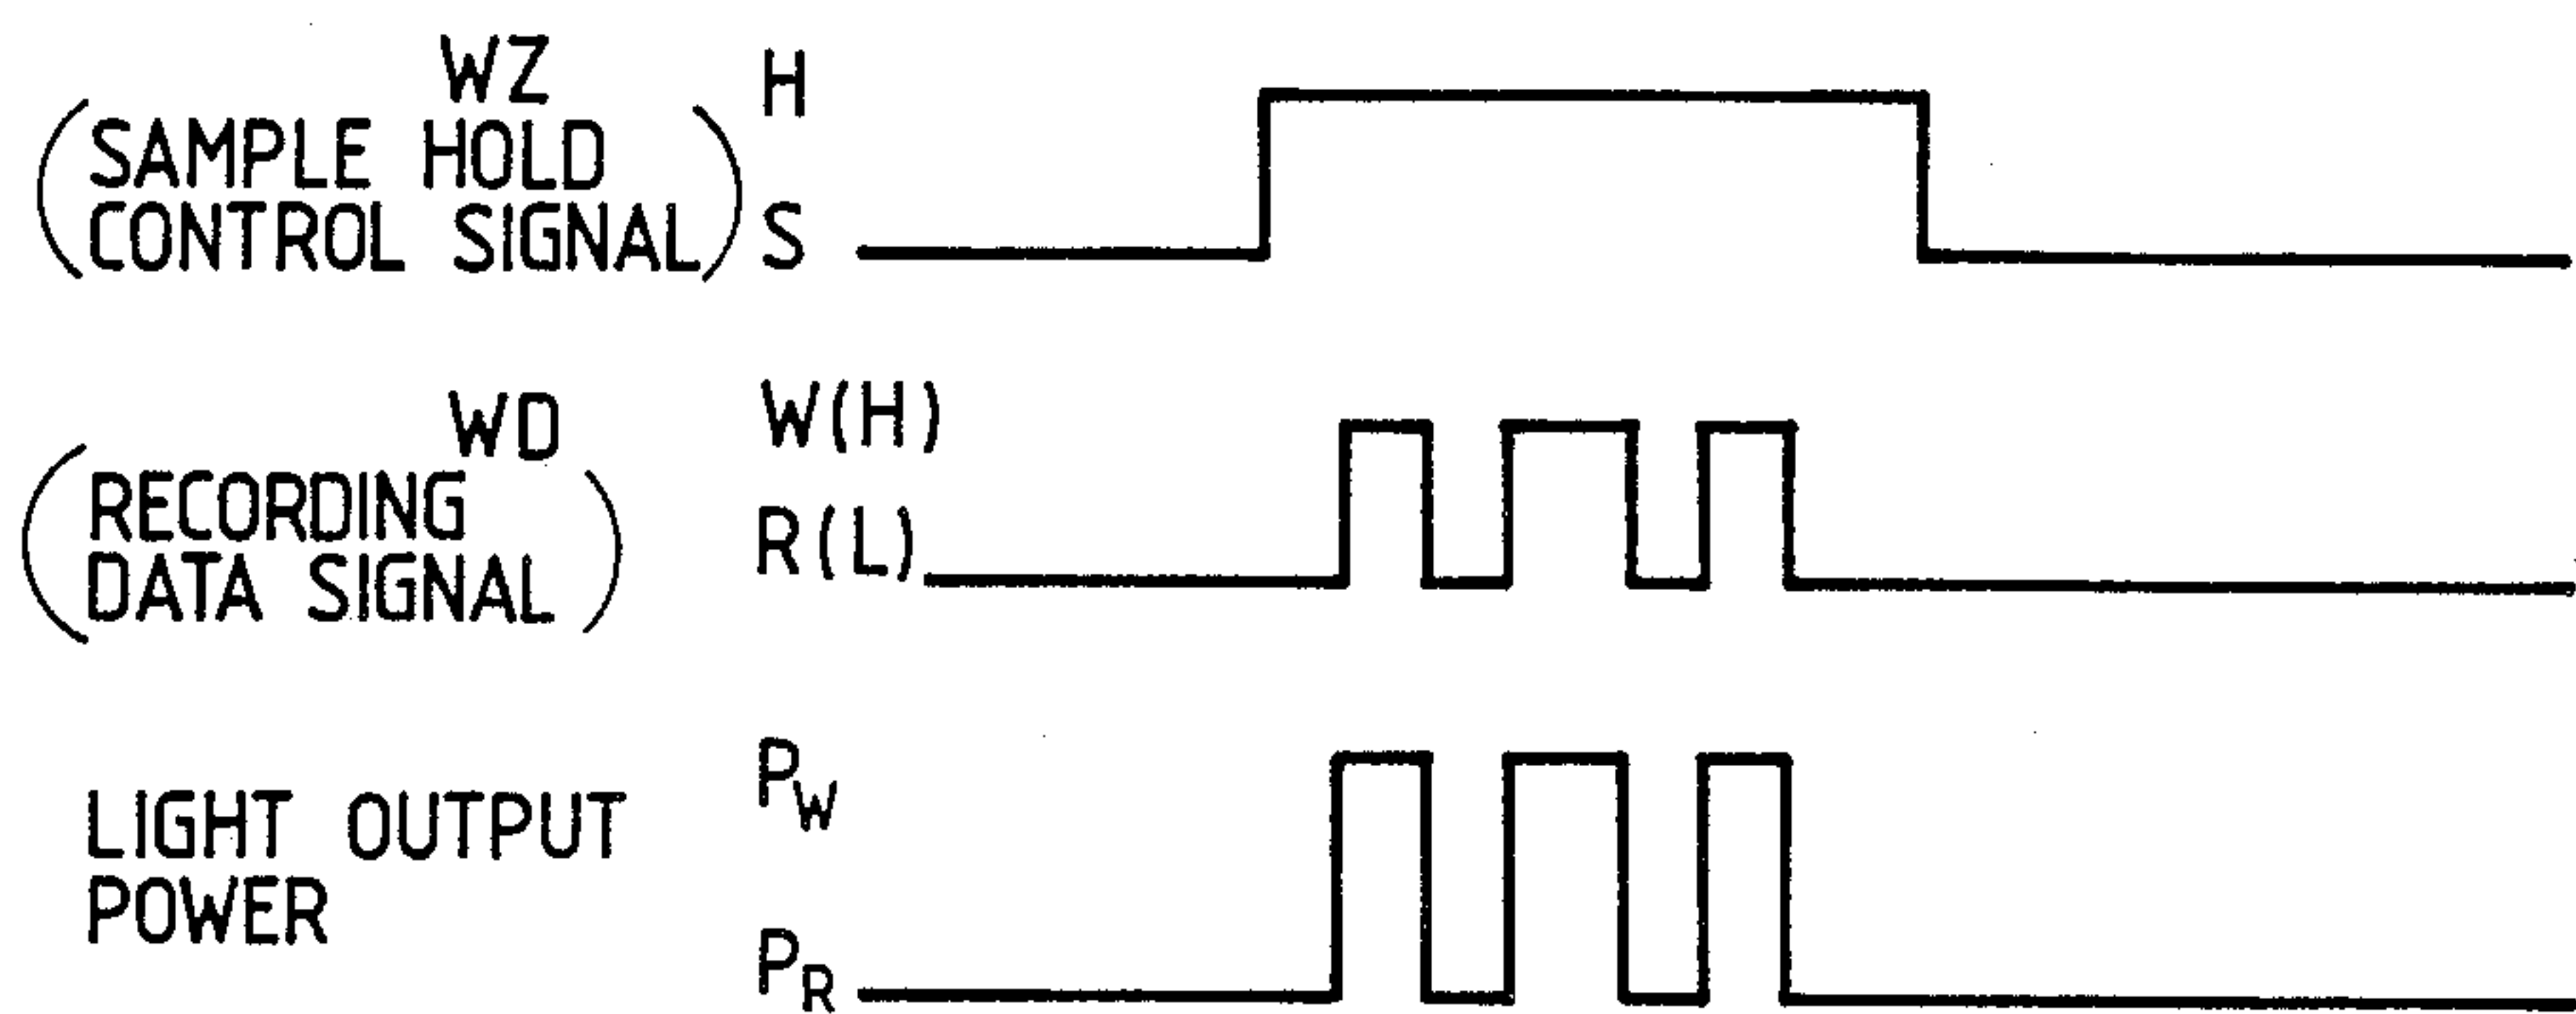 WZ
(SAMPLE HOLD
CONTROL SIGNAL)
H
S
WD
(RECORDING
DATA SIGNAL)
W(H)
R(L)
LIGHT OUTPUT
POWER
PW
PR